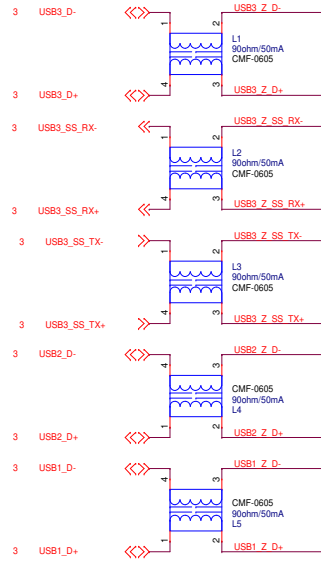 3 USB3_D- USB3_Z_D-
1 2
L1
90ohm/50mA
CMF-0605
4 3
3 USB3_D+ USB3_Z_D+
3 USB3_SS_RX- USB3_Z_SS_RX-
1 2
L2
90ohm/50mA
CMF-0605
4 3
3 USB3_SS_RX+ USB3_Z_SS_RX+
3 USB3_SS_TX- USB3_Z_SS_TX-
1 2
L3
90ohm/50mA
CMF-0605
4 3
3 USB3_SS_TX+ USB3_Z_SS_TX+
3 USB2_D- USB2_Z_D-
4 3
CMF-0605
90ohm/50mA
L4
1 2
3 USB2_D+ USB2_Z_D+
3 USB1_D- USB1_Z_D-
4 3
CMF-0605
90ohm/50mA
L5
1 2
3 USB1_D+ USB1_Z_D+